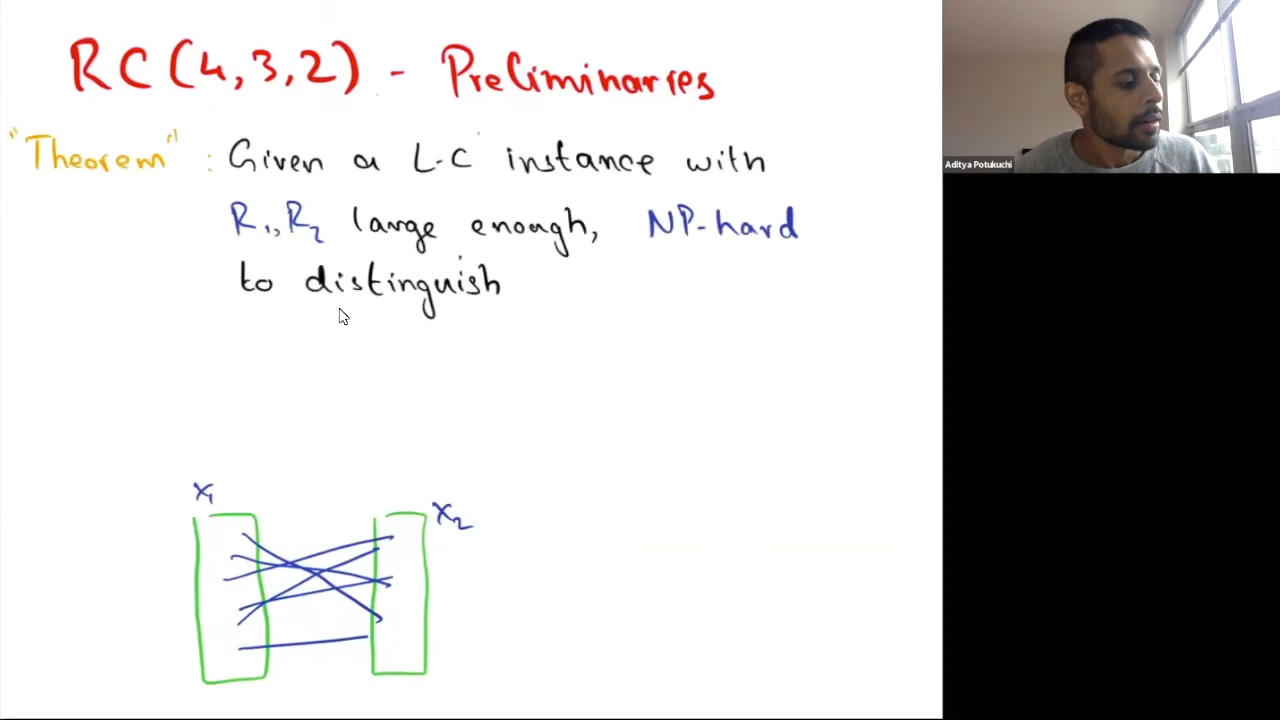 RC(4,3,2) - Preliminaries
"Theorem" : Given a L-C instance with
R₁, R₂ large enough, NP-hard
to distinguish
X₁
X₂
Aditya Potukuchi